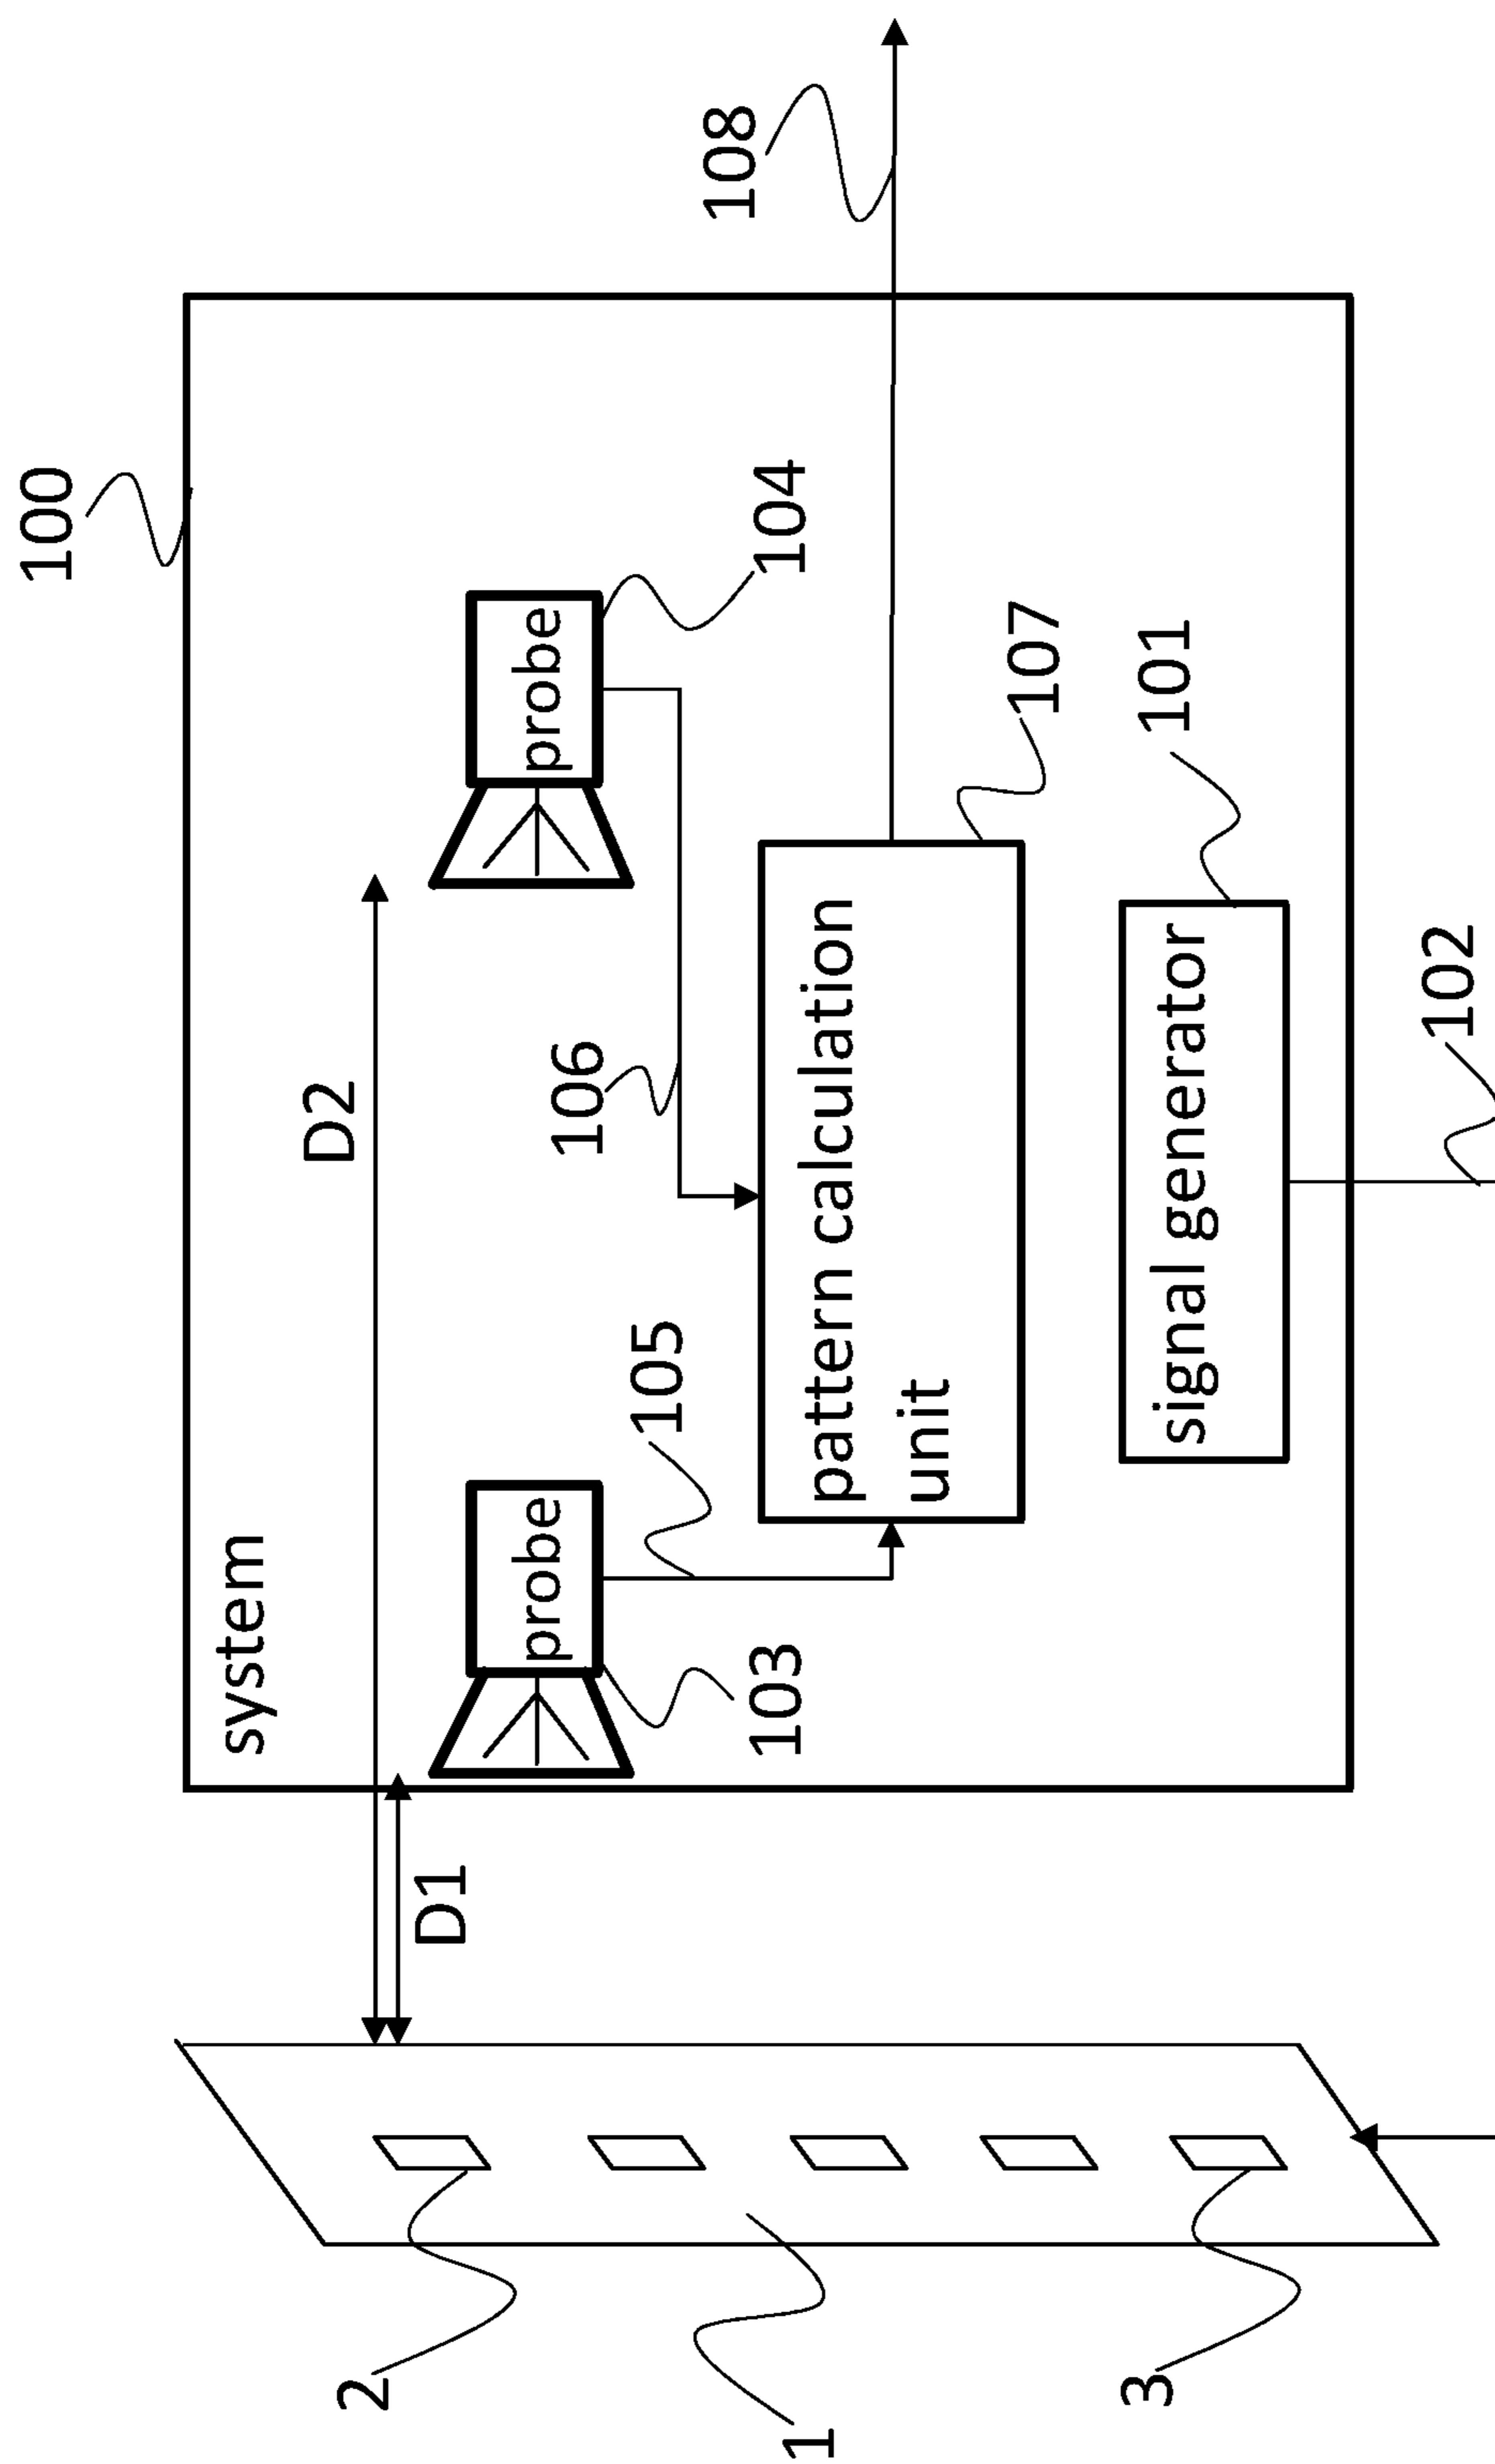 100
system
D2
D1
probe
probe
108
104
103
106
105
pattern calculation
unit
107
signal generator
101
102
2
1
3